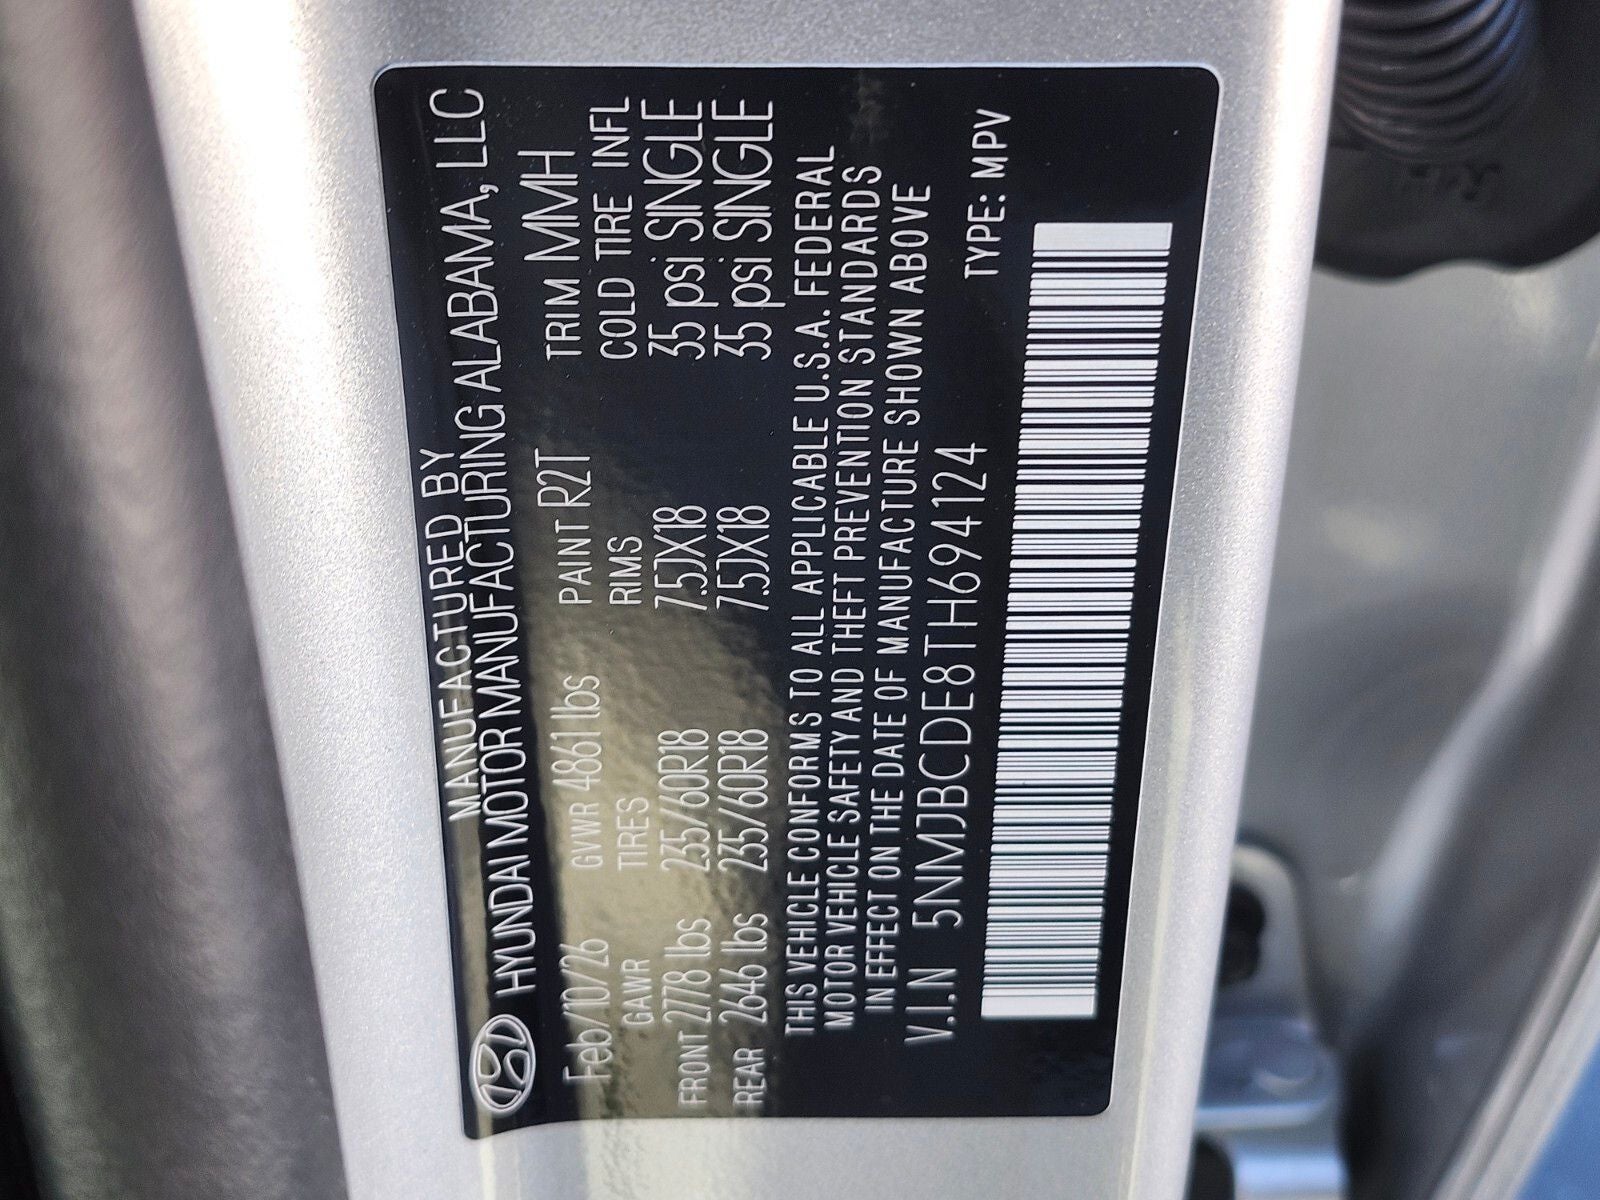 MANUFACTURED BY
HYUNDAI MOTOR MANUFACTURING ALABAMA, LLC
Feb/10/26 GVWR 4861 lbs PAINT R2T TRIM MMH
GAWR TIRES RIMS COLD TIRE INFL
FRONT 2778 lbs 235/60R18 7.5JX18 35 psi SINGLE
REAR 2646 lbs 235/60R18 7.5JX18 35 psi SINGLE
THIS VEHICLE CONFORMS TO ALL APPLICABLE U.S.A. FEDERAL
MOTOR VEHICLE SAFETY AND THEFT PREVENTION STANDARDS
IN EFFECT ON THE DATE OF MANUFACTURE SHOWN ABOVE
V.I.N 5NMJBCDE8TH694124 TYPE: MPV